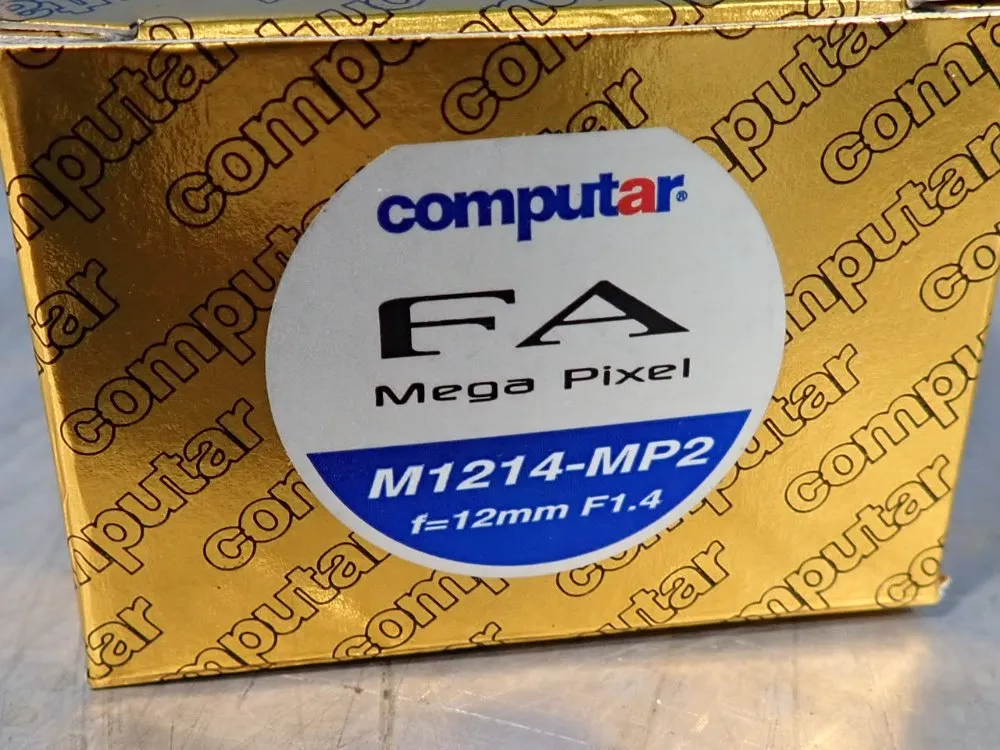 computar®
FA
Mega Pixel
M1214-MP2
f=12mm F1.4